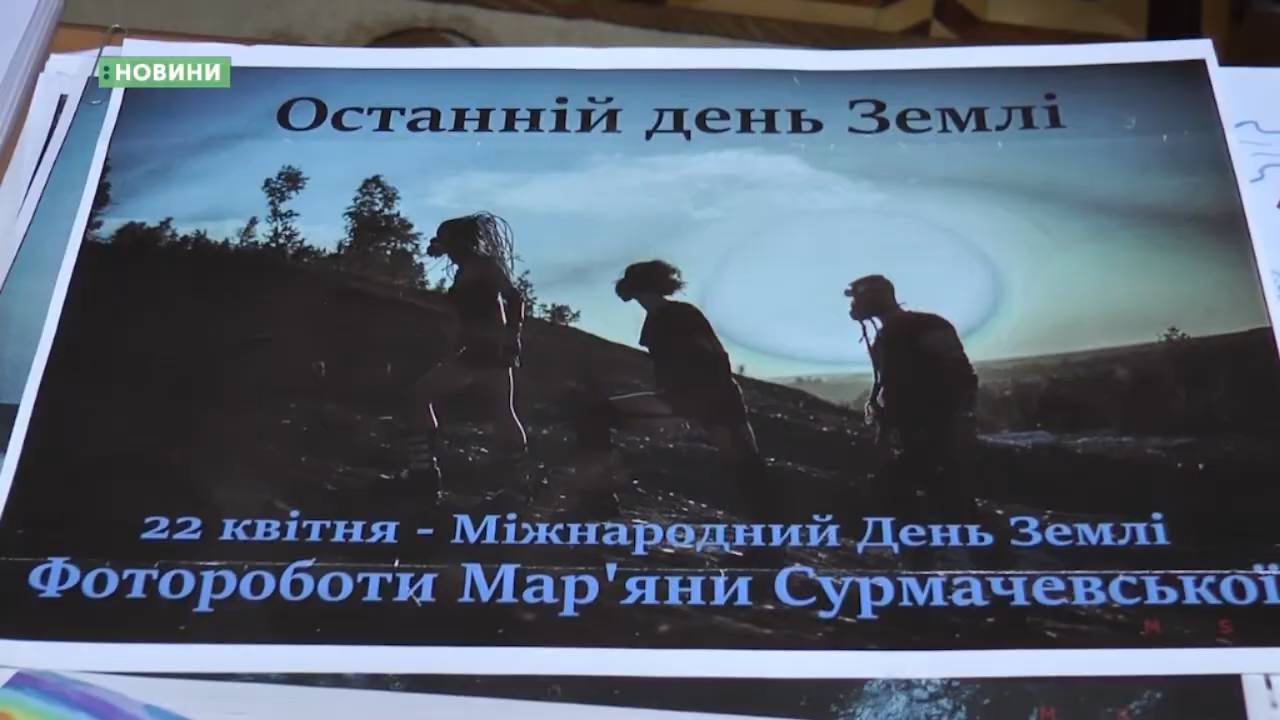 :НОВИНИ
Останній день Землі
22 квітня - Міжнародний День Землі
Фотороботи Мар'яни Сурмачевської
M S
M